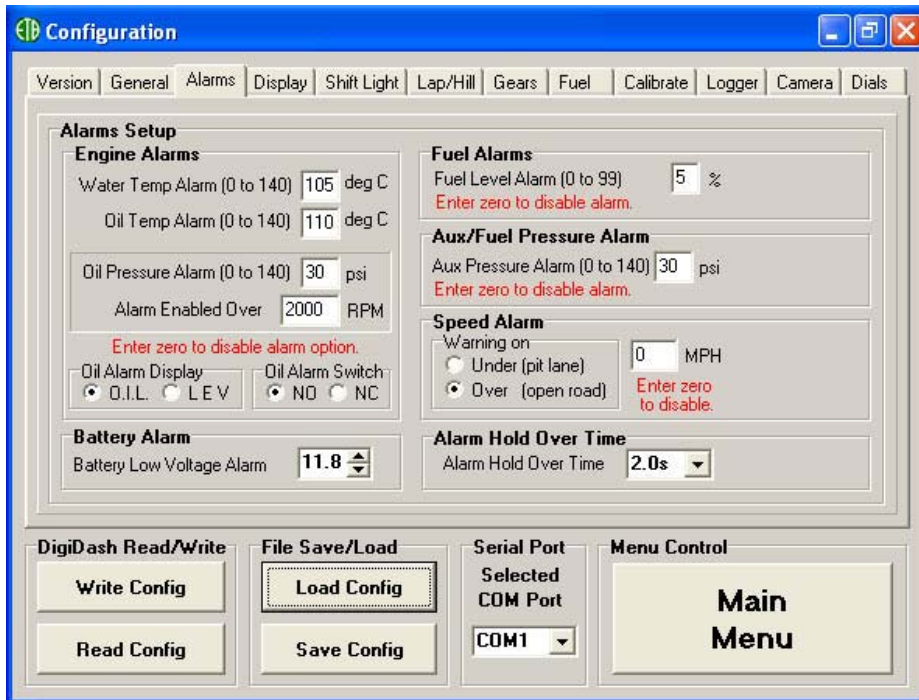 ETB Configuration
Version General Alarms Display Shift Light Lap/Hill Gears Fuel Calibrate Logger Camera Dials
Alarms Setup
Engine Alarms
Water Temp Alarm (0 to 140) 105 deg C
Oil Temp Alarm (0 to 140) 110 deg C
Oil Pressure Alarm (0 to 140) 30 psi
Alarm Enabled Over 2000 RPM
Enter zero to disable alarm option.
Oil Alarm Display
O.I.L. L E V
Oil Alarm Switch
NO NC
Battery Alarm
Battery Low Voltage Alarm 11.8
Fuel Alarms
Fuel Level Alarm (0 to 99) 5 %
Enter zero to disable alarm.
Aux/Fuel Pressure Alarm
Aux Pressure Alarm (0 to 140) 30 psi
Enter zero to disable alarm.
Speed Alarm
Warning on
Under (pit lane)
Over (open road)
0 MPH
Enter zero
to disable.
Alarm Hold Over Time
Alarm Hold Over Time 2.0s
DigiDash Read/Write
Write Config
Read Config
File Save/Load
Load Config
Save Config
Serial Port
Selected
COM Port
COM1
Menu Control
Main
Menu